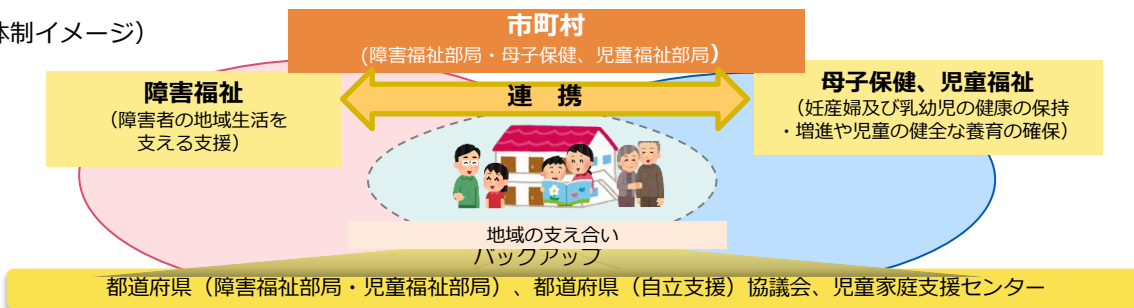 体制イメージ）
市町村
(障害福祉部局・母子保健、児童福祉部局)
障害福祉
（障害者の地域生活を
支える支援）
連 携
母子保健、児童福祉
（妊産婦及び乳幼児の健康の保持
・増進や児童の健全な養育の確保）
地域の支え合い
バックアップ
都道府県（障害福祉部局・児童福祉部局）、都道府県（自立支援）協議会、児童家庭支援センター